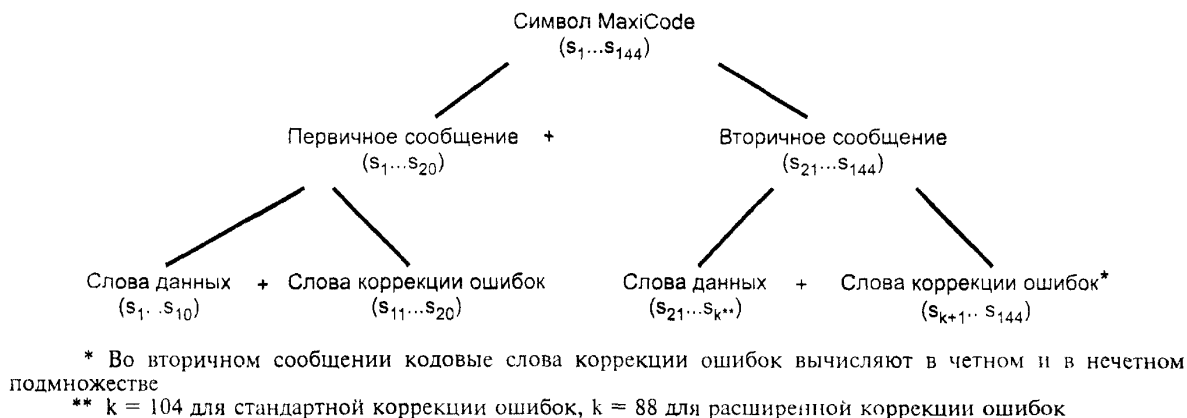 Символ MaxiCode
(s1...s144)
Первичное сообщение + Вторичное сообщение
(s1...s20) (s21...s144)
Слова данных + Слова коррекции ошибок Слова данных + Слова коррекции ошибок*
(s1. .s10) (s11...s20) (s21...sk**) (sk+1.. s144)
* Во вторичном сообщении кодовые слова коррекции ошибок вычисляют в четном и в нечетном
подмножестве
** k = 104 для стандартной коррекции ошибок, k = 88 для расширенной коррекции ошибок